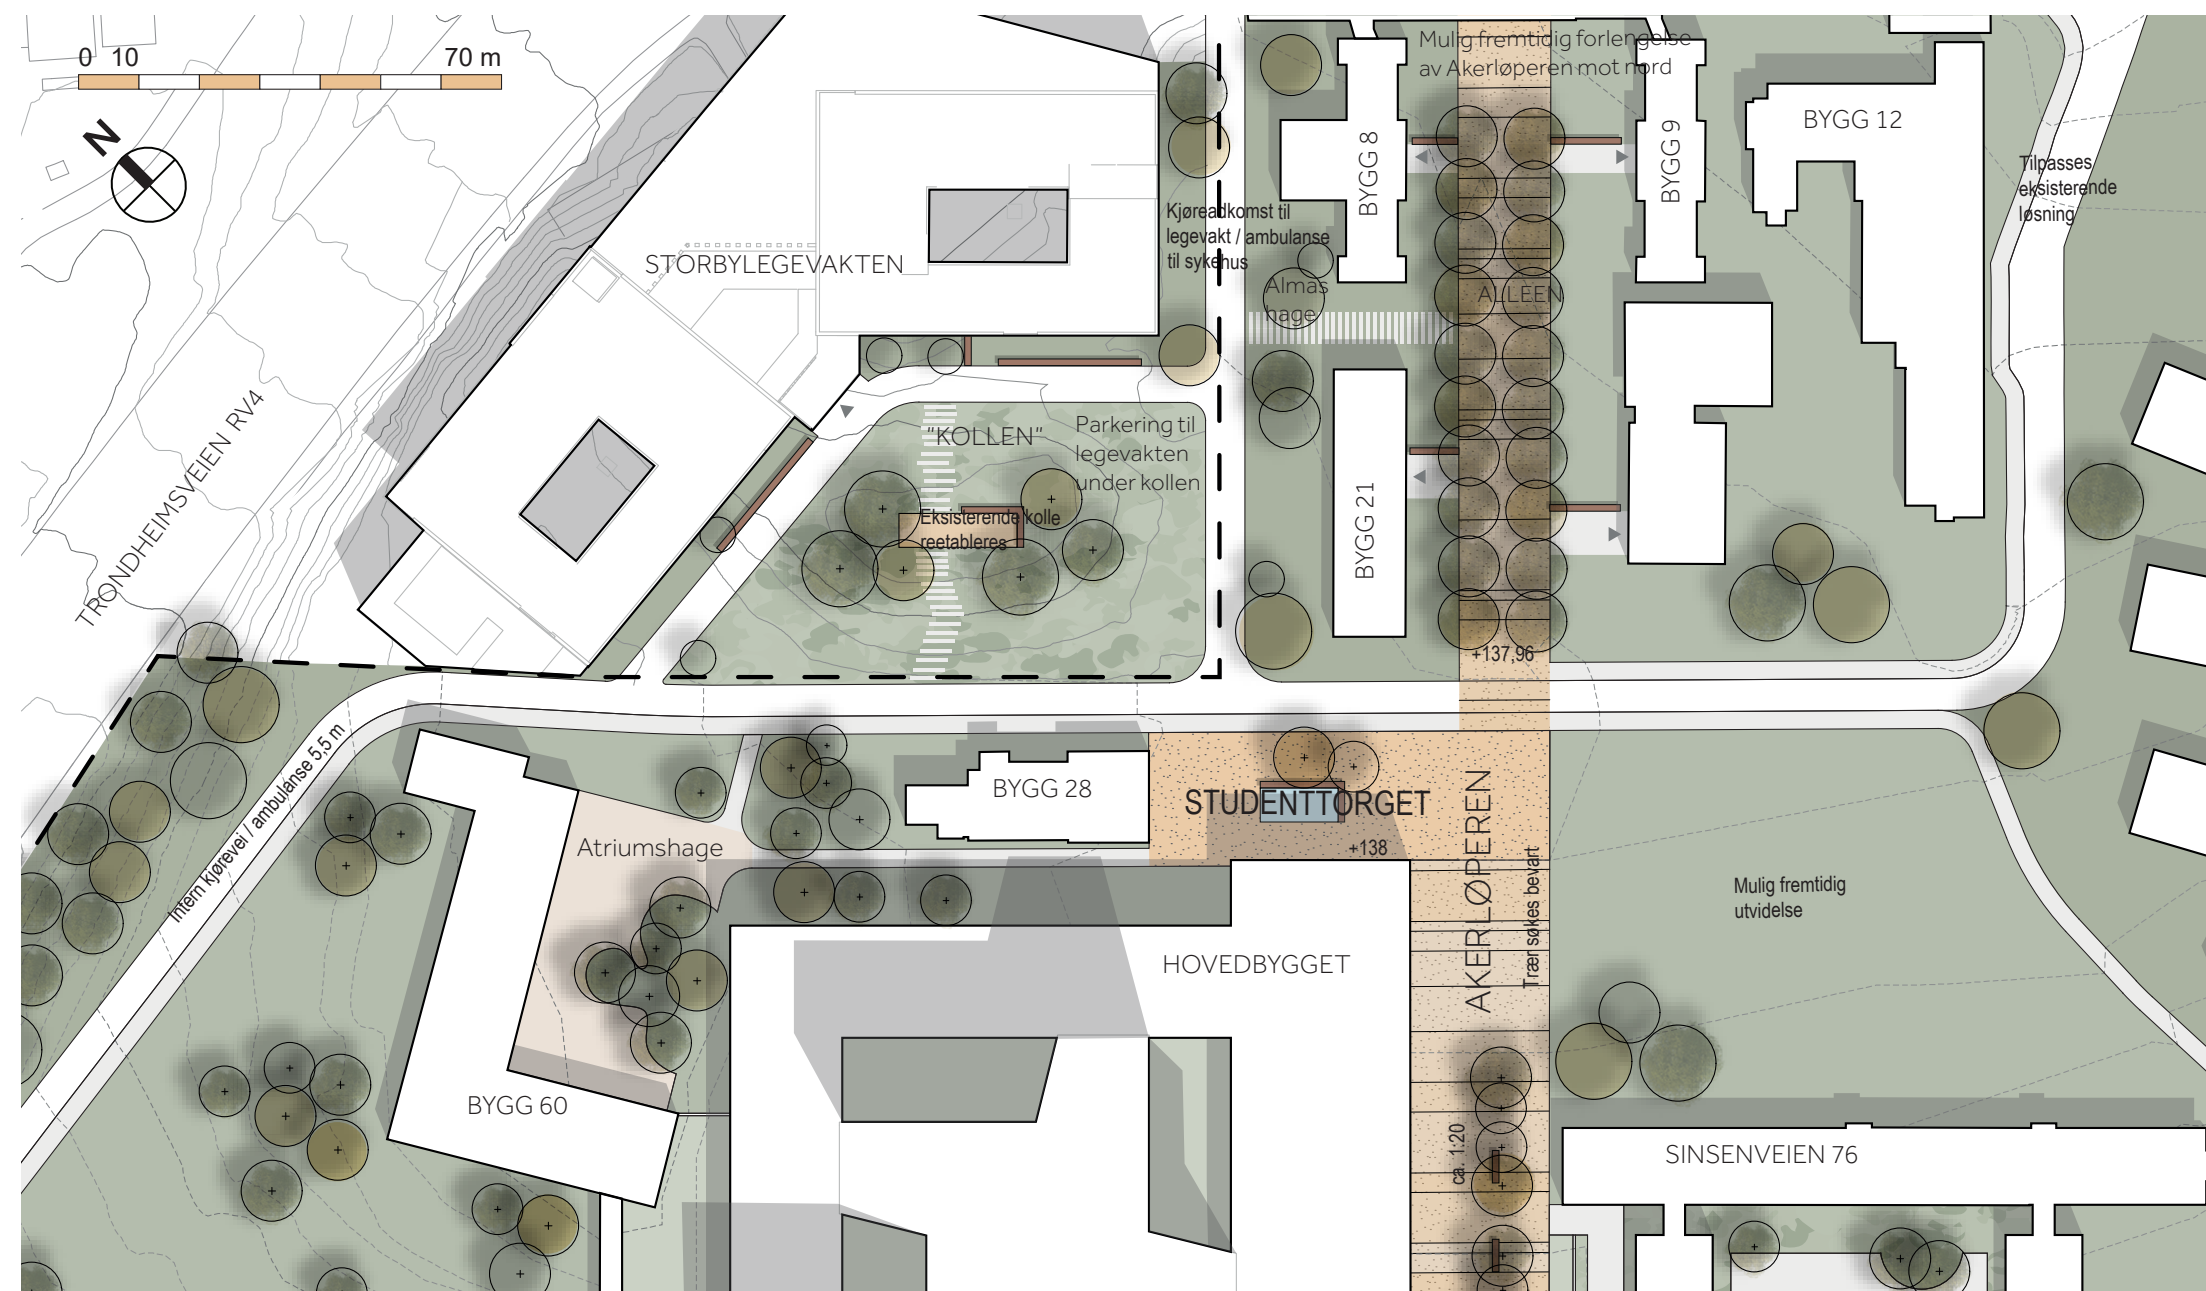 0 10 70 m
N
Mulig fremtidig forlengelse
av Akerløperen mot nord
BYGG 8
BYGG 9
BYGG 12
Tilpasses
eksisterende
løsning
Kjøreadkomst til
legevakt / ambulanse
til sykehus
STORBYLEGEVAKTEN
Almas
hage
ALLEEN
TRONDHEIMSVEIEN RV4
"KOLLEN"
Parkering til
legevakten
under kollen
Eksisterende kolle
reetableres
BYGG 21
+137,96
Intern kjørevei / ambulanse 5,5 m
BYGG 28
STUDENTTORGET
AKERLØPEREN
+138
Trær søkes bevart
Atriumshage
Mulig fremtidig
utvidelse
HOVEDBYGGET
BYGG 60
ca. 1:20
SINSENVEIEN 76